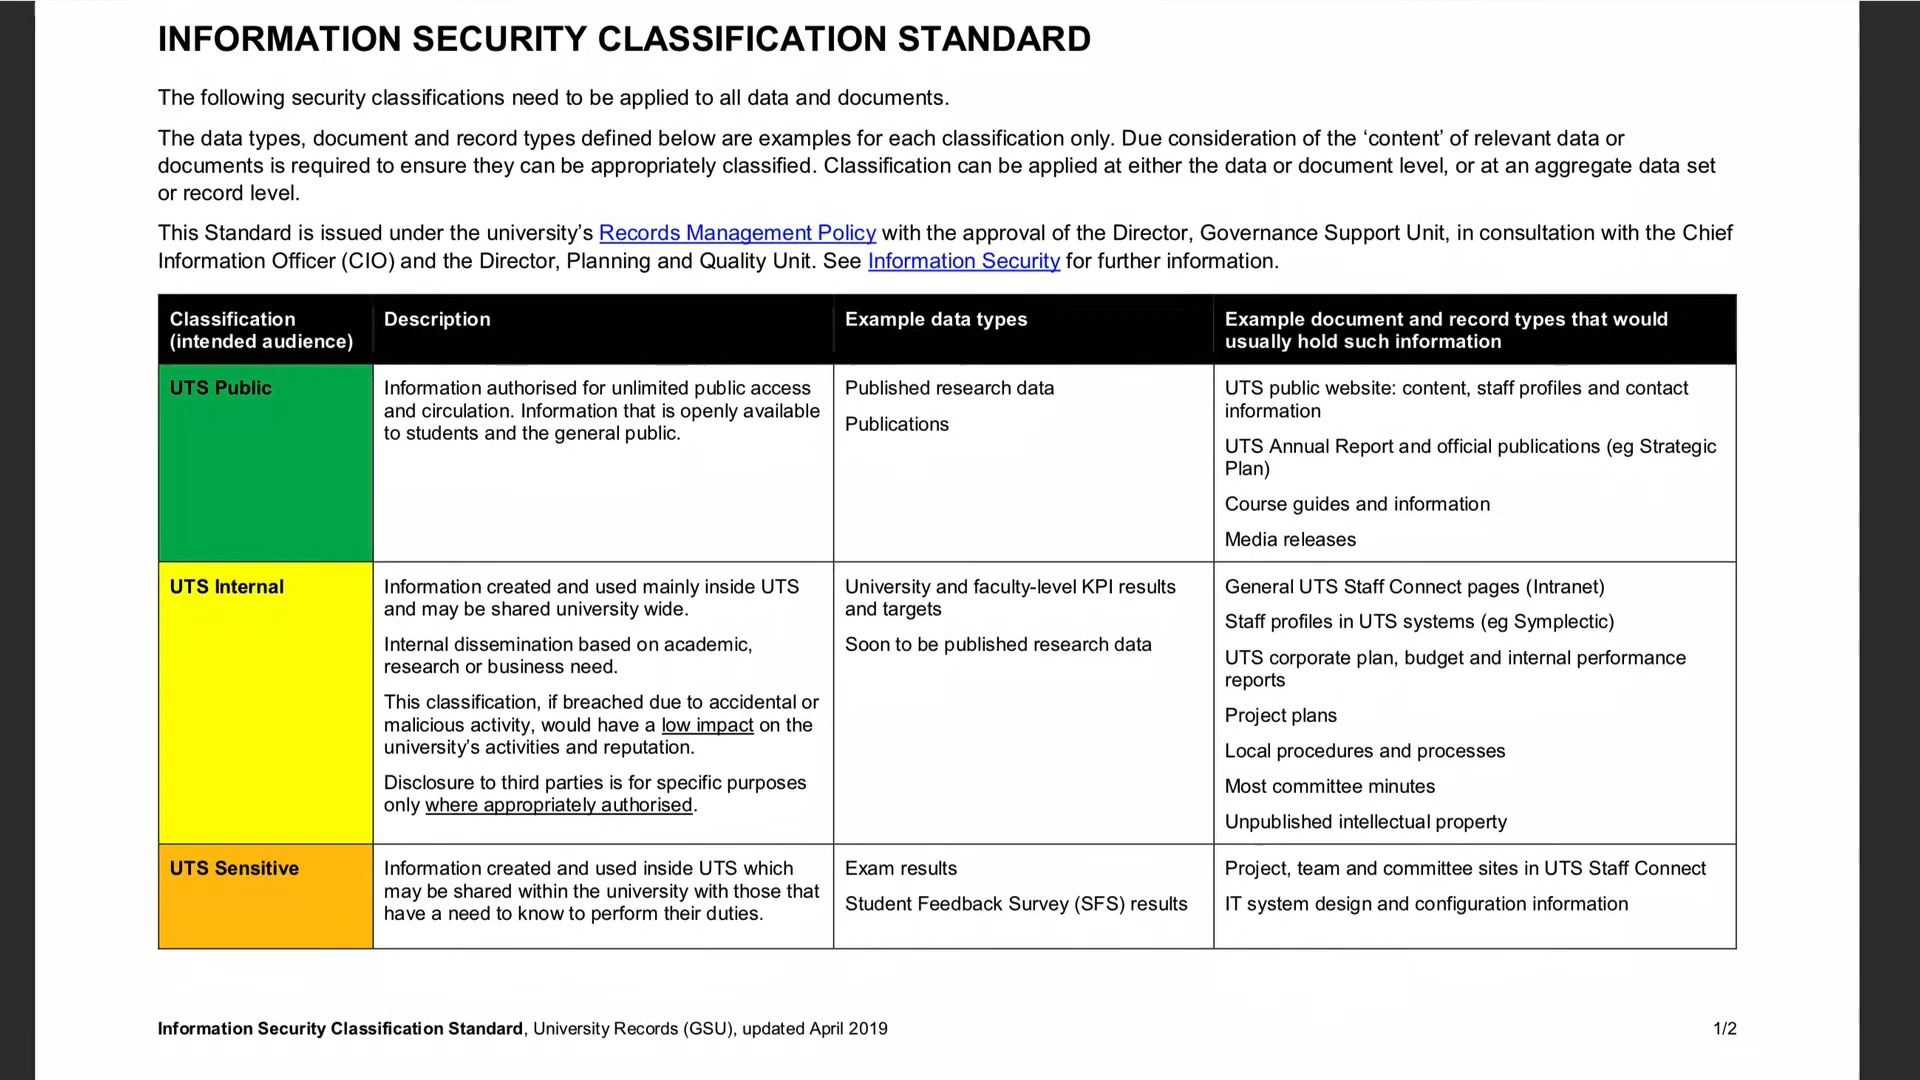 INFORMATION SECURITY CLASSIFICATION STANDARD
The following security classifications need to be applied to all data and documents.
The data types, document and record types defined below are examples for each classification only. Due consideration of the ‘content’ of relevant data or
documents is required to ensure they can be appropriately classified. Classification can be applied at either the data or document level, or at an aggregate data set
or record level.
This Standard is issued under the university’s Records Management Policy with the approval of the Director, Governance Support Unit, in consultation with the Chief
Information Officer (CIO) and the Director, Planning and Quality Unit. See Information Security for further information.
Classification
(intended audience)
Description
Example data types
Example document and record types that would
usually hold such information
UTS Public
Information authorised for unlimited public access
and circulation. Information that is openly available
to students and the general public.
Published research data
Publications
UTS public website: content, staff profiles and contact
information
UTS Annual Report and official publications (eg Strategic
Plan)
Course guides and information
Media releases
UTS Internal
Information created and used mainly inside UTS
and may be shared university wide.
Internal dissemination based on academic,
research or business need.
This classification, if breached due to accidental or
malicious activity, would have a low impact on the
university’s activities and reputation.
Disclosure to third parties is for specific purposes
only where appropriately authorised.
University and faculty-level KPI results
and targets
Soon to be published research data
General UTS Staff Connect pages (Intranet)
Staff profiles in UTS systems (eg Symplectic)
UTS corporate plan, budget and internal performance
reports
Project plans
Local procedures and processes
Most committee minutes
Unpublished intellectual property
UTS Sensitive
Information created and used inside UTS which
may be shared within the university with those that
have a need to know to perform their duties.
Exam results
Student Feedback Survey (SFS) results
Project, team and committee sites in UTS Staff Connect
IT system design and configuration information
Information Security Classification Standard, University Records (GSU), updated April 2019
1/2